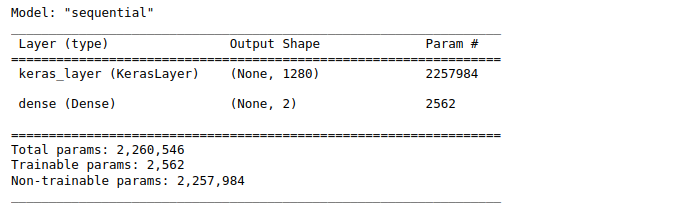 Model: "sequential"
_________________________________________________________________
Layer (type) Output Shape Param #
=================================================================
keras_layer (KerasLayer) (None, 1280) 2257984
dense (Dense) (None, 2) 2562
=================================================================
Total params: 2,260,546
Trainable params: 2,562
Non-trainable params: 2,257,984
_________________________________________________________________